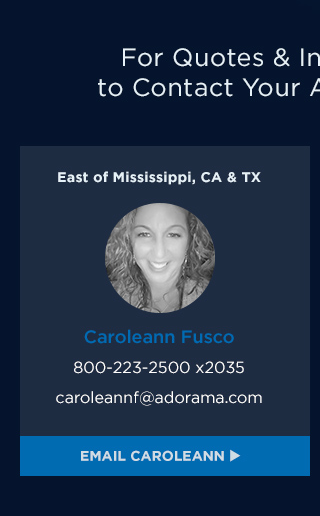 For Quotes & In
to Contact Your A
East of Mississippi, CA & TX
Caroleann Fusco
800-223-2500 x2035
caroleannf@adorama.com
EMAIL CAROLEANN ▶